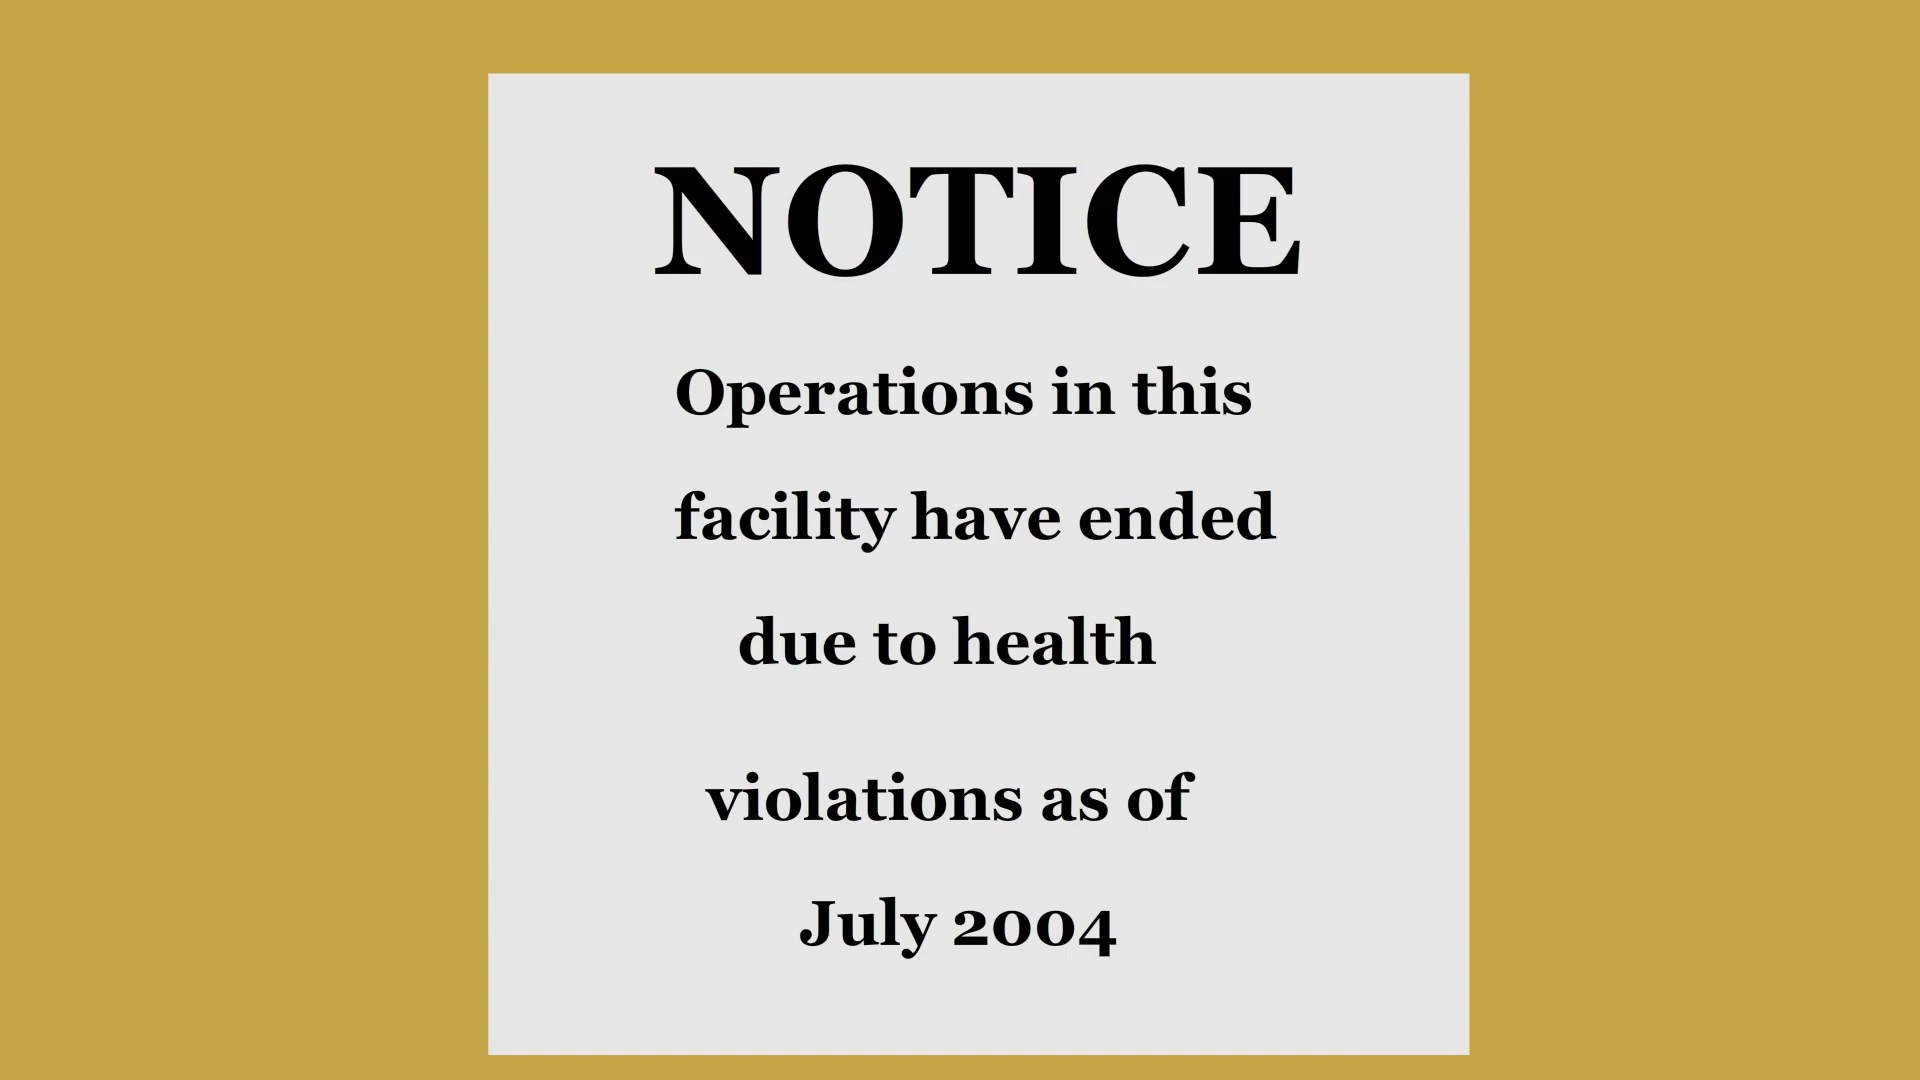 NOTICE
Operations in this
facility have ended
due to health
violations as of
July 2004